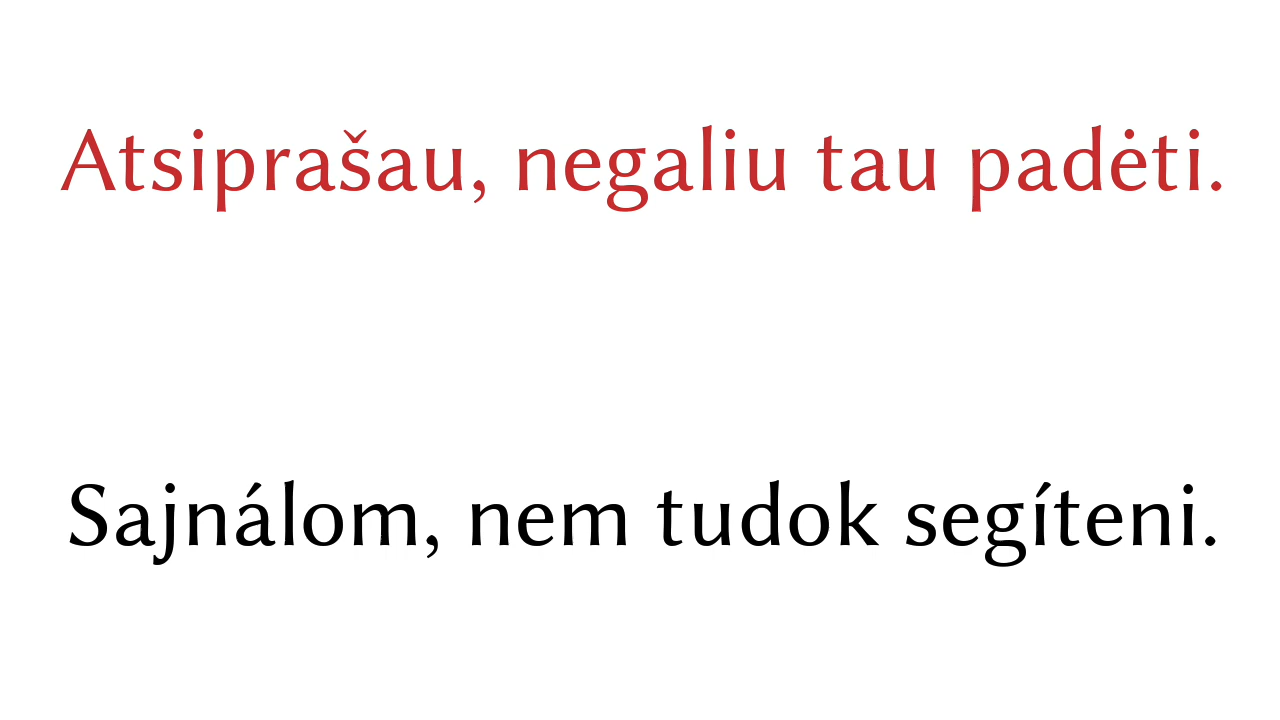 Atsiprašau, negaliu tau padėti.
Sajnálom, nem tudok segíteni.